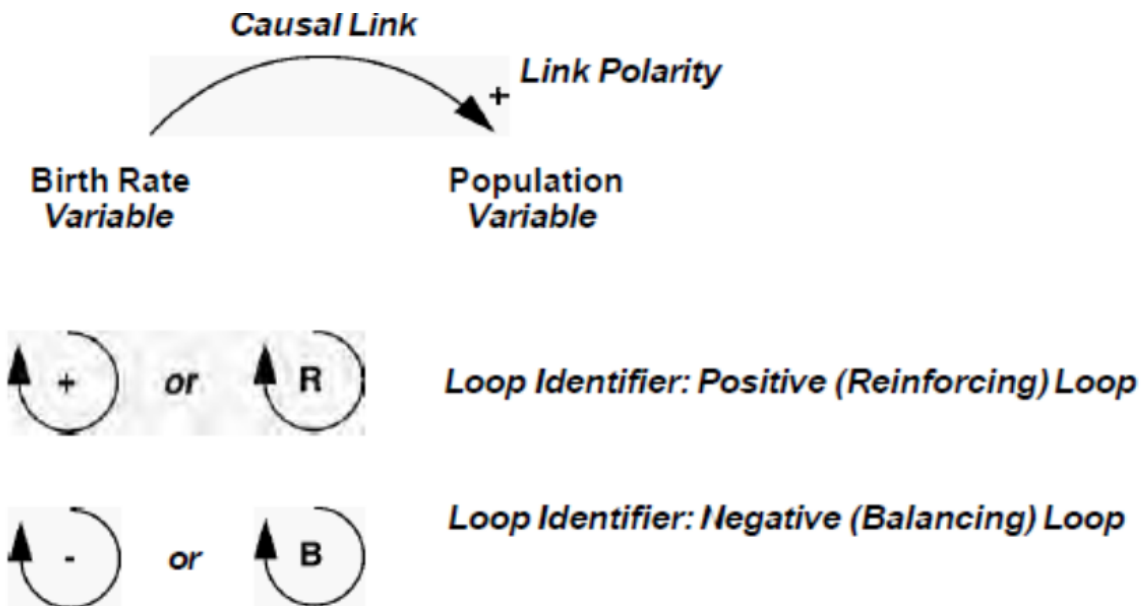 Causal Link
Link Polarity
+
Birth Rate
Variable
Population
Variable
+ or R Loop Identifier: Positive (Reinforcing) Loop
- or B Loop Identifier: Negative (Balancing) Loop